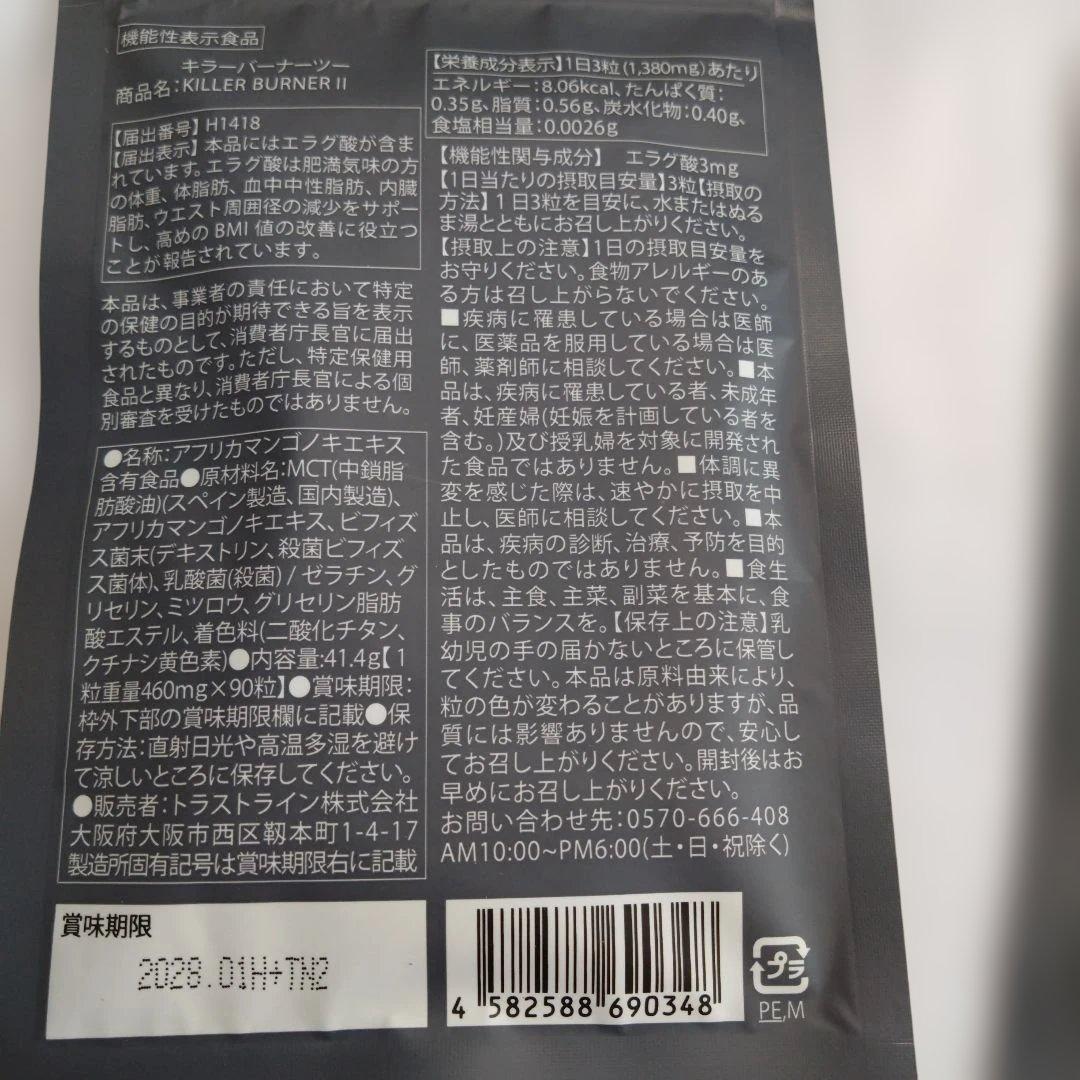 機能性表示食品
キラーバーナーツー
商品名:KILLER BURNER II
【届出番号】H1418
【届出表示】本品にはエラグ酸が含ま
れています。エラグ酸は肥満気味の方
の体重、体脂肪、血中中性脂肪、内臓
脂肪、ウエスト周囲径の減少をサポー
トし、高めのBMI値の改善に役立つ
ことが報告されています。
本品は、事業者の責任において特定
の保健の目的が期待できる旨を表示
するものとして、消費者庁長官に届出
されたものです。ただし、特定保健用
食品と異なり、消費者庁長官による個
別審査を受けたものではありません。
●名称:アフリカマンゴノキエキス
含有食品●原材料名:MCT(中鎖脂
肪酸油)(スペイン製造、国内製造)、
アフリカマンゴノキエキス、ビフィズ
ス菌末(デキストリン、殺菌ビフィズ
ス菌体)、乳酸菌(殺菌) / ゼラチン、グ
リセリン、ミツロウ、グリセリン脂肪
酸エステル、着色料(二酸化チタン、
クチナシ黄色素)●内容量:41.4g【1
粒重量460mg×90粒】●賞味期限:
枠外下部の賞味期限欄に記載●保
存方法:直射日光や高温多湿を避け
て涼しいところに保存してください。
●販売者:トラストライン株式会社
大阪府大阪市西区靱本町1-4-17
製造所固有記号は賞味期限右に記載
【栄養成分表示】1日3粒(1,380mg)あたり
エネルギー:8.06kcal、たんぱく質:
0.35g、脂質:0.56g、炭水化物:0.40g、
食塩相当量:0.0026g
【機能性関与成分】 エラグ酸3mg
【1日当たりの摂取目安量】3粒【摂取の
方法】1日3粒を目安に、水またはぬる
ま湯とともにお召し上がりください。
【摂取上の注意】1日の摂取目安量を
お守りください。食物アレルギーのあ
る方は召し上がらないでください。
■疾病に罹患している場合は医師
に、医薬品を服用している場合は医
師、薬剤師に相談してください。■本
品は、疾病に罹患している者、未成年
者、妊産婦(妊娠を計画している者を
含む。)及び授乳婦を対象に開発され
た食品ではありません。■体調に異
変を感じた際は、速やかに摂取を中
止し、医師に相談してください。■本
品は、疾病の診断、治療、予防を目的
としたものではありません。■食生
活は、主食、主菜、副菜を基本に、食
事のバランスを。【保存上の注意】乳
幼児の手の届かないところに保管し
てください。本品は原料由来により、
粒の色が変わることがありますが、品
質には影響ありませんので、安心し
てお召し上がりください。開封後はお
早めにお召し上がりください。
お問い合わせ先:0570-666-408
AM10:00~PM6:00(土・日・祝除く)
賞味期限
2028.01H+TN2
4 582588 690348
プラ
PE,M